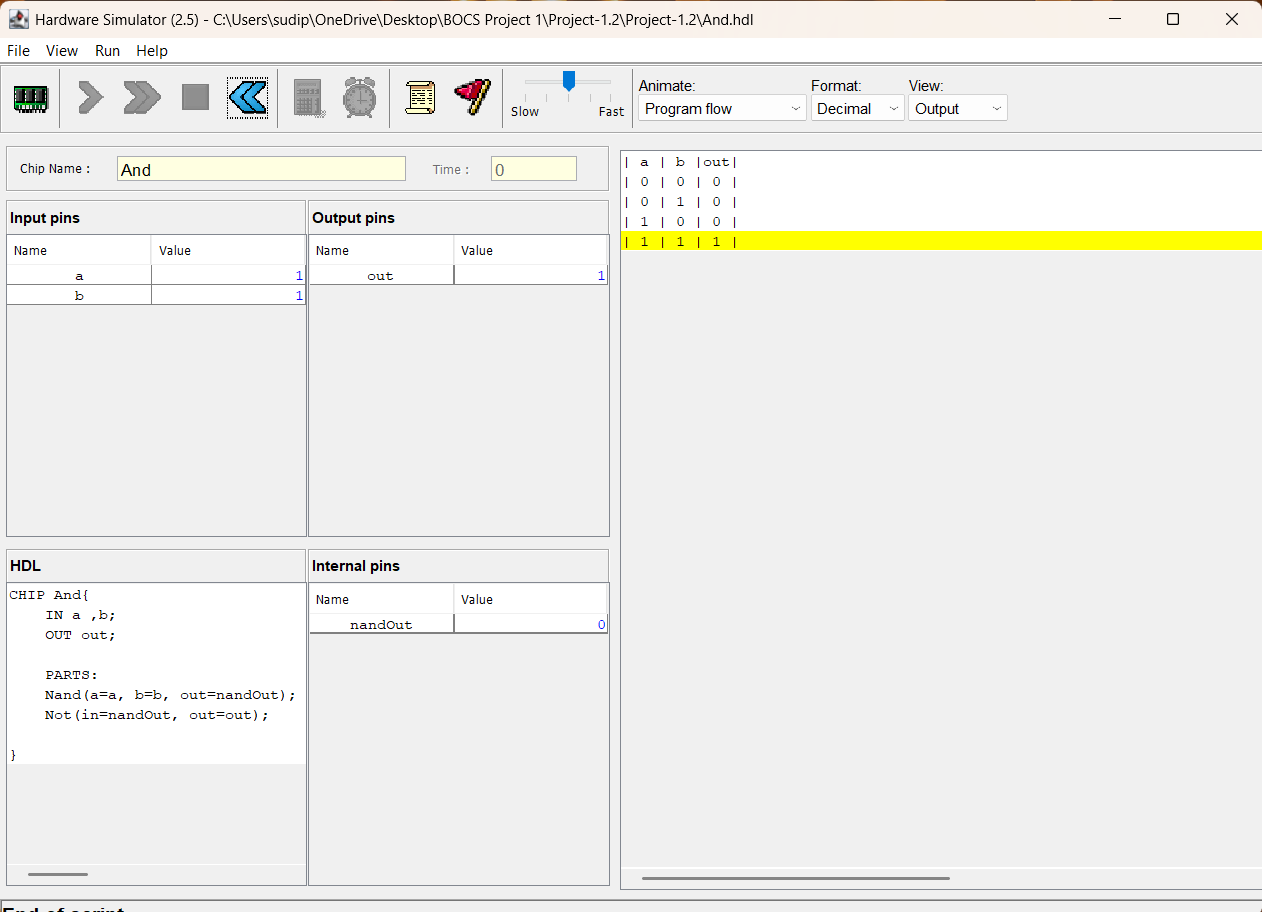 Hardware Simulator (2.5) - C:\Users\sudip\OneDrive\Desktop\BOCS Project 1\Project-1.2\Project-1.2\And.hdl
File View Run Help
Slow Fast
Animate: Format: View:
Program flow Decimal Output
Chip Name : And Time : 0
Input pins
Name Value
a 1
b 1
Output pins
Name Value
out 1
HDL
CHIP And{
    IN a ,b;
    OUT out;
    PARTS:
    Nand(a=a, b=b, out=nandOut);
    Not(in=nandOut, out=out);
}
Internal pins
Name Value
nandOut 0
| a | b |out|
| 0 | 0 | 0 |
| 0 | 1 | 0 |
| 1 | 0 | 0 |
| 1 | 1 | 1 |
End of script